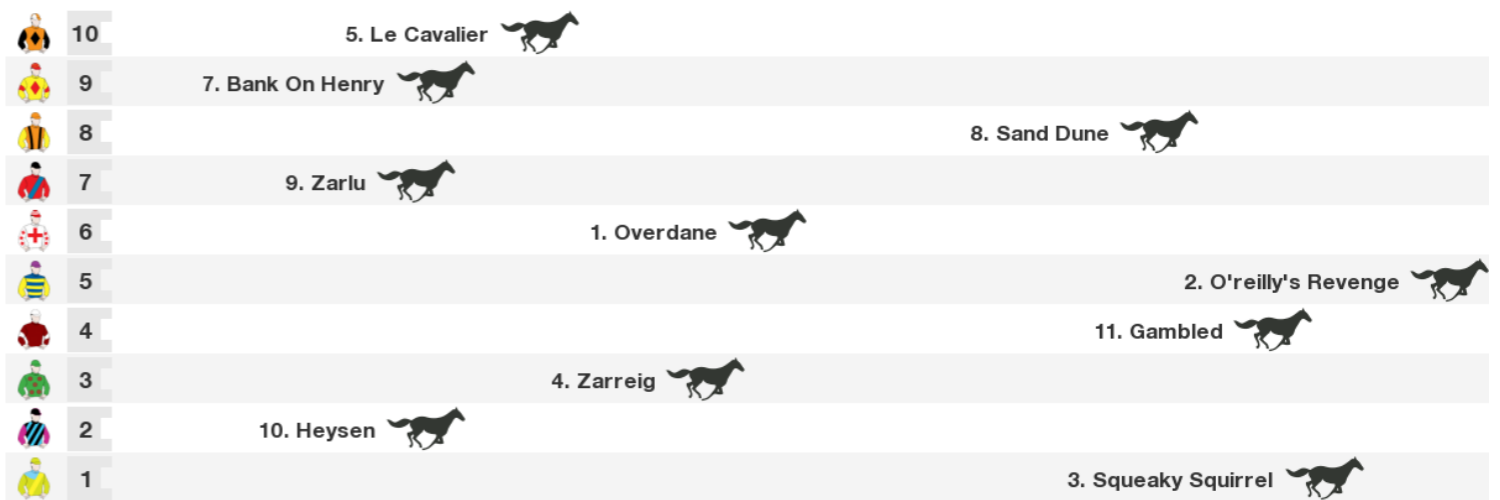 10 5. Le Cavalier
9 7. Bank On Henry
8 8. Sand Dune
7 9. Zarlu
6 1. Overdane
5 2. O'reilly's Revenge
4 11. Gambled
3 4. Zarreig
2 10. Heysen
1 3. Squeaky Squirrel